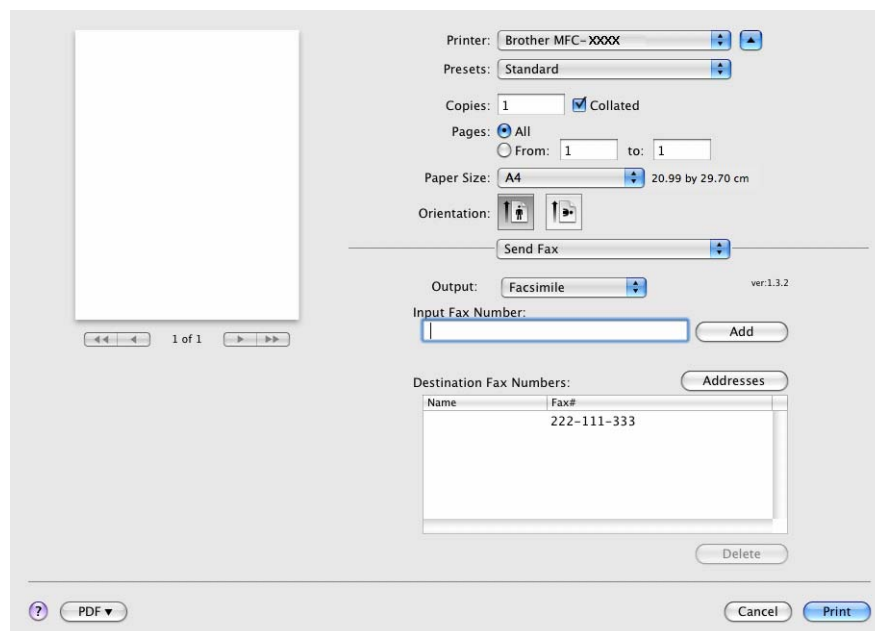 Printer: Brother MFC-XXXX
Presets: Standard
Copies: 1 Collated
Pages: All
From: 1 to: 1
Paper Size: A4 20.99 by 29.70 cm
Orientation:
Send Fax
Output: Facsimile ver:1.3.2
Input Fax Number:
Add
1 of 1
Destination Fax Numbers: Addresses
Name Fax#
222-111-333
Delete
? PDF Cancel Print